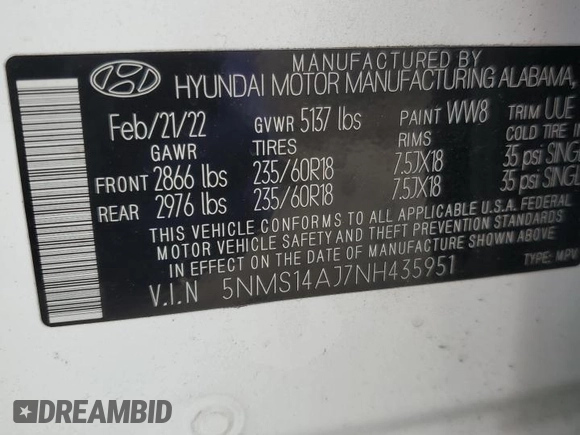 MANUFACTURED BY
HYUNDAI MOTOR MANUFACTURING ALABAMA,
Feb/21/22 GVWR 5137 lbs PAINT WW8 TRIM UUE
GAWR TIRES RIMS COLD TIRE
FRONT 2866 lbs 235/60R18 7.5JX18 35 psi SINGL
REAR 2976 lbs 235/60R18 7.5JX18 35 psi SINGL
THIS VEHICLE CONFORMS TO ALL APPLICABLE U.S.A. FEDERAL
MOTOR VEHICLE SAFETY AND THEFT PREVENTION STANDARDS
IN EFFECT ON THE DATE OF MANUFACTURE SHOWN ABOVE.
V.I.N 5NMS14AJ7NH435951 TYPE: MPV
DREAMBID